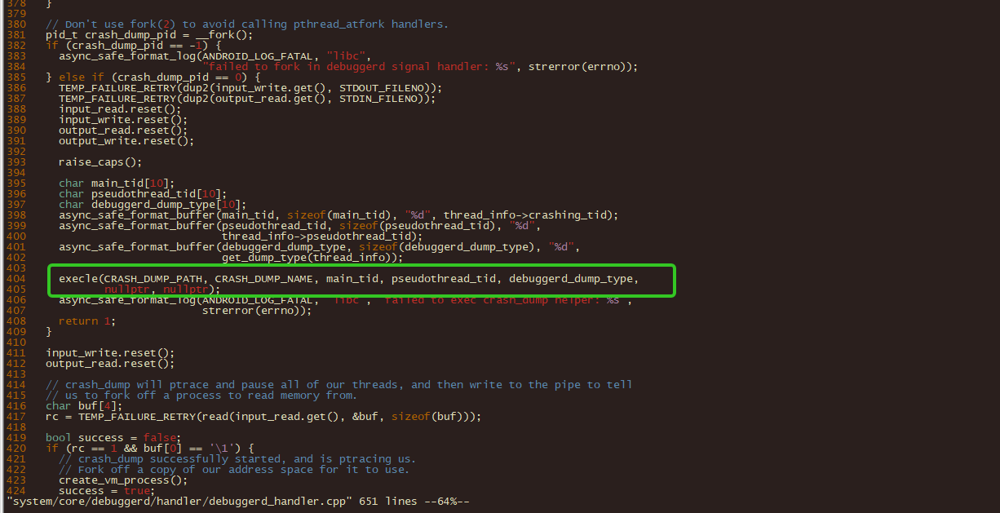 378   }
379
380   // Don't use fork(2) to avoid calling pthread_atfork handlers.
381   pid_t crash_dump_pid = __fork();
382   if (crash_dump_pid == -1) {
383     async_safe_format_log(ANDROID_LOG_FATAL, "libc",
384                           "failed to fork in debuggerd signal handler: %s", strerror(errno));
385   } else if (crash_dump_pid == 0) {
386     TEMP_FAILURE_RETRY(dup2(input_write.get(), STDOUT_FILENO));
387     TEMP_FAILURE_RETRY(dup2(output_read.get(), STDIN_FILENO));
388     input_read.reset();
389     input_write.reset();
390     output_read.reset();
391     output_write.reset();
392
393     raise_caps();
394
395     char main_tid[10];
396     char pseudothread_tid[10];
397     char debuggerd_dump_type[10];
398     async_safe_format_buffer(main_tid, sizeof(main_tid), "%d", thread_info->crashing_tid);
399     async_safe_format_buffer(pseudothread_tid, sizeof(pseudothread_tid), "%d",
400                              thread_info->pseudothread_tid);
401     async_safe_format_buffer(debuggerd_dump_type, sizeof(debuggerd_dump_type), "%d",
402                              get_dump_type(thread_info));
403
404     execle(CRASH_DUMP_PATH, CRASH_DUMP_NAME, main_tid, pseudothread_tid, debuggerd_dump_type,
405            nullptr, nullptr);
406     async_safe_format_log(ANDROID_LOG_FATAL, "libc", "failed to exec crash_dump helper: %s",
407                           strerror(errno));
408     return 1;
409   }
410
411   input_write.reset();
412   output_read.reset();
413
414   // crash_dump will ptrace and pause all of our threads, and then write to the pipe to tell
415   // us to fork off a process to read memory from.
416   char buf[4];
417   rc = TEMP_FAILURE_RETRY(read(input_read.get(), &buf, sizeof(buf)));
418
419   bool success = false;
420   if (rc == 1 && buf[0] == '\1') {
421     // crash_dump successfully started, and is ptracing us.
422     // Fork off a copy of our address space for it to use.
423     create_vm_process();
424     success = true;
"system/core/debuggerd/handler/debuggerd_handler.cpp" 651 lines --64%--